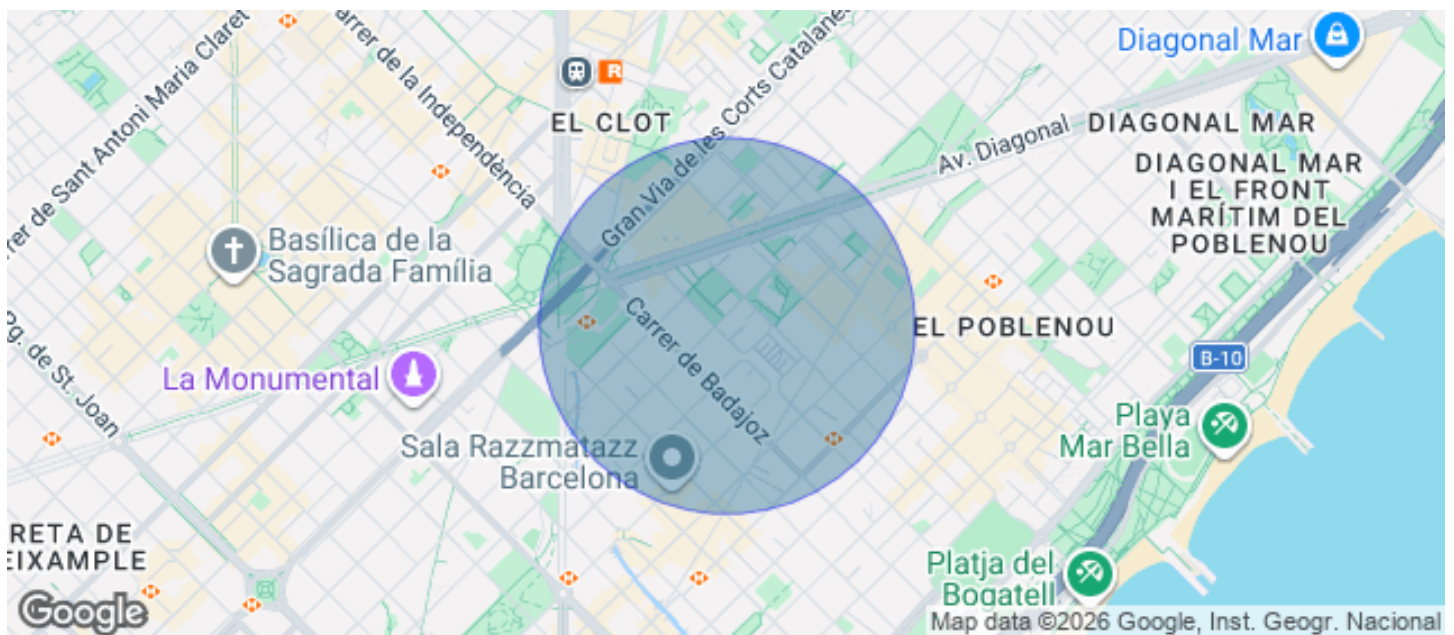 Carrer de Sant Antoni Maria Claret
Carrer de la Independència
R
EL CLOT
Gran Via de les Corts Catalanes
Av. Diagonal
Diagonal Mar
DIAGONAL MAR
DIAGONAL MAR
I EL FRONT
MARÍTIM DEL
POBLENOU
Basílica de la
Sagrada Família
Carrer de Badajoz
EL POBLENOU
B-10
La Monumental
Pg. de St. Joan
Playa
Mar Bella
Sala Razzmatazz
Barcelona
RETA DE
EIXAMPLE
Platja del
Bogatell
Google
Map data ©2026 Google, Inst. Geogr. Nacional